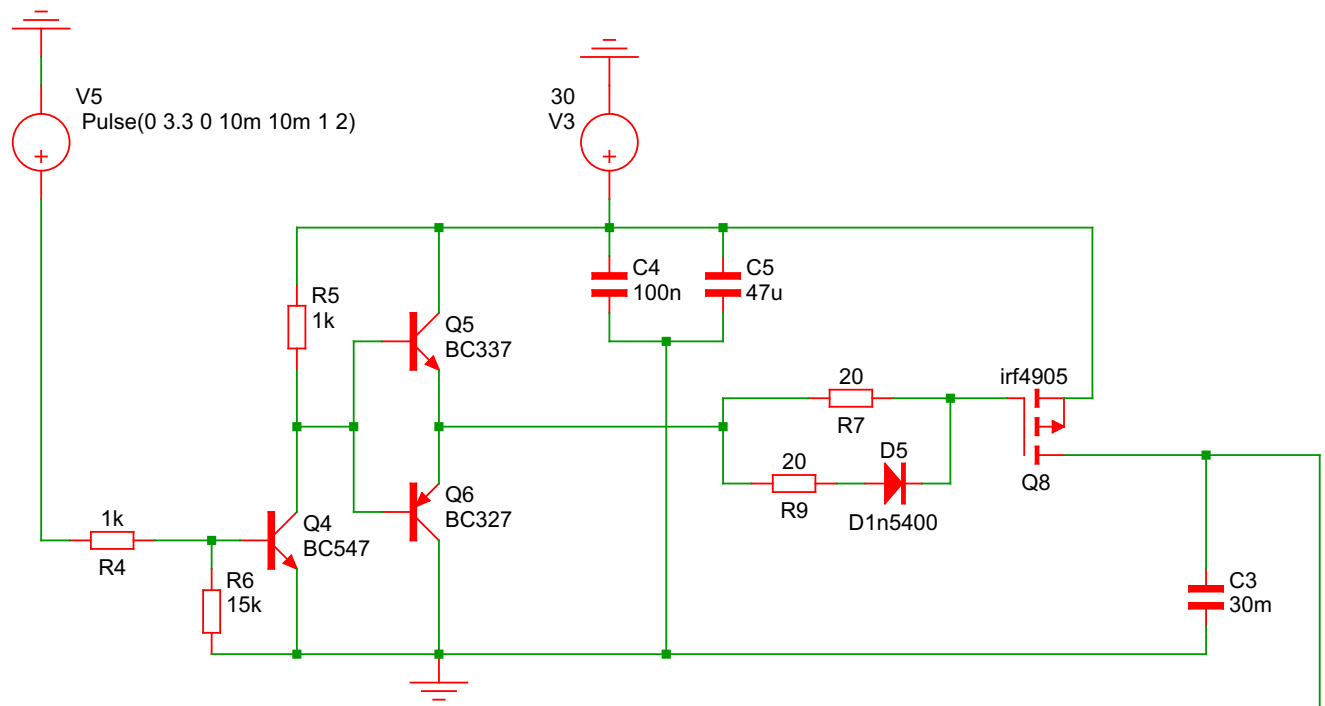 V5
Pulse(0 3.3 0 10m 10m 1 2)
+
30
V3
+
C4
100n
C5
47u
R5
1k
Q5
BC337
irf4905
20
R7
Q8
20
R9
D5
D1n5400
Q6
BC327
1k
R4
Q4
BC547
R6
15k
C3
30m